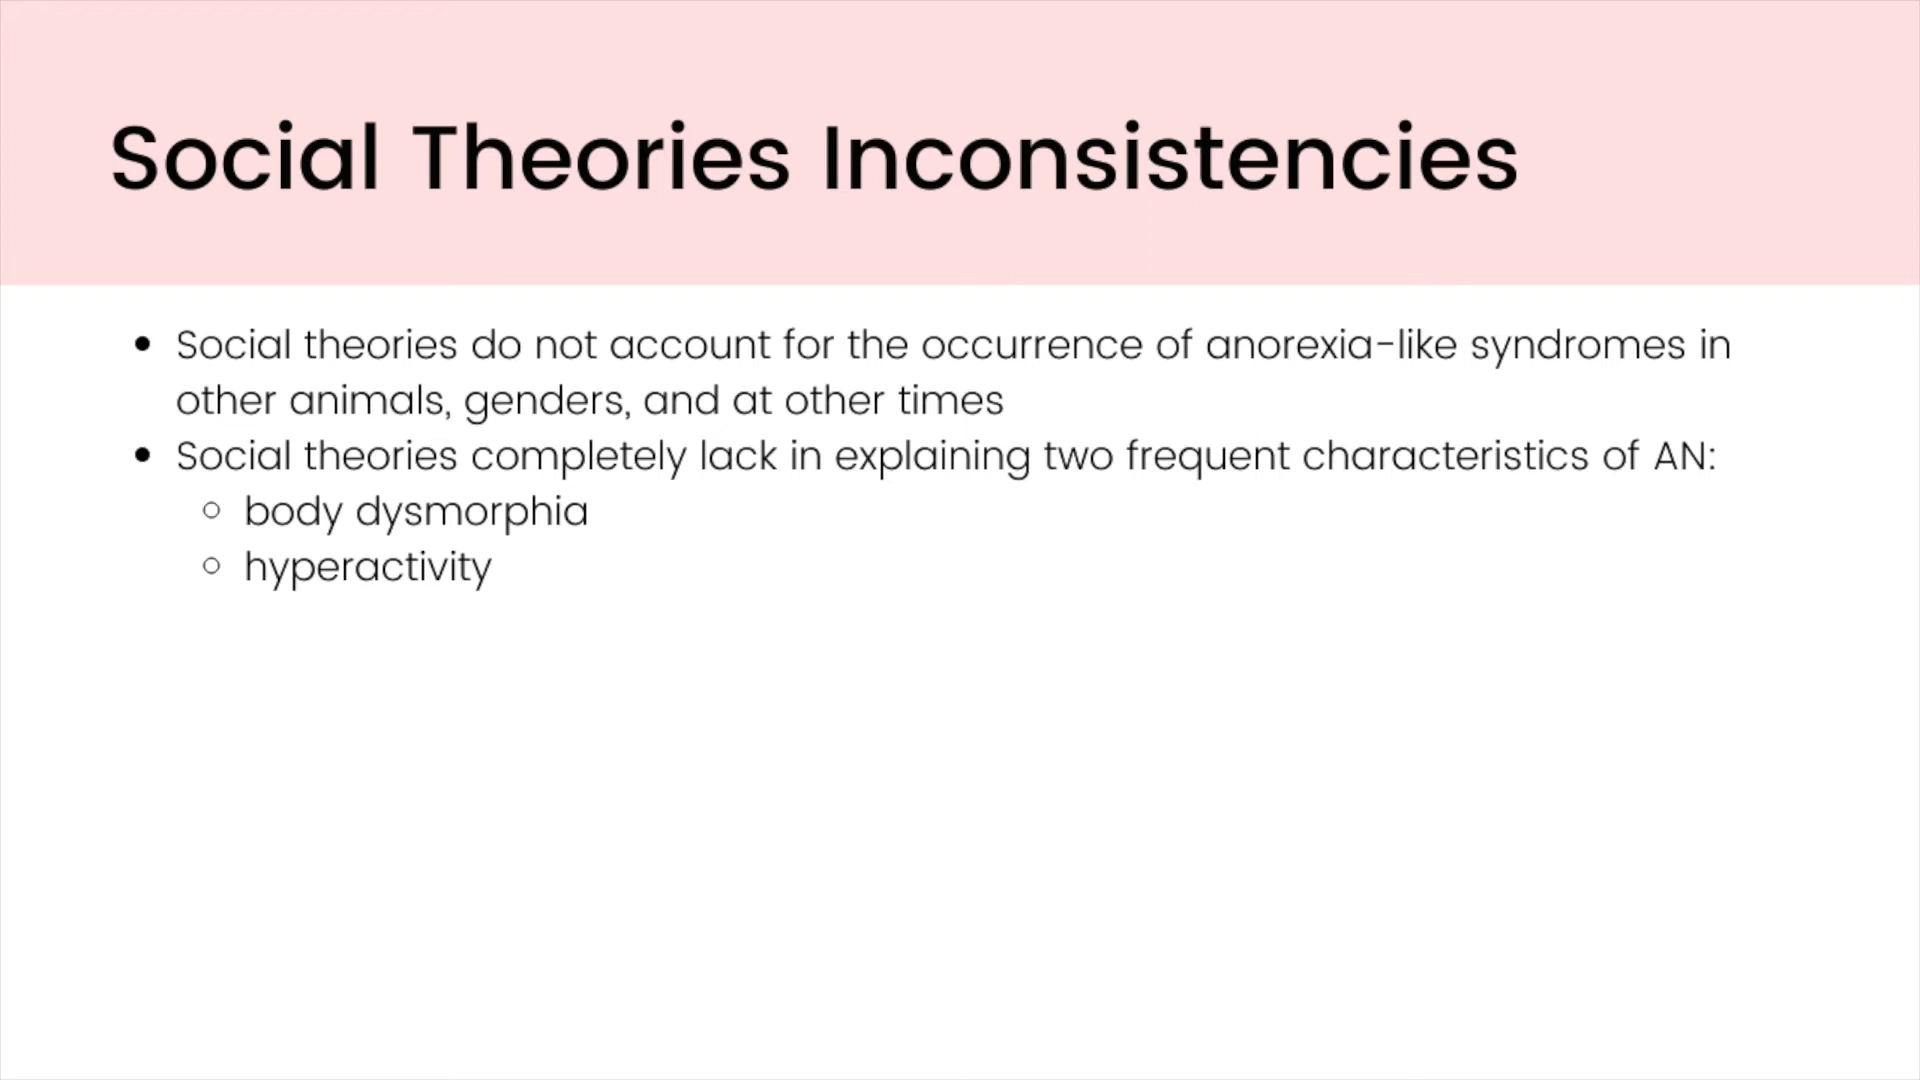 Social Theories Inconsistencies
• Social theories do not account for the occurrence of anorexia-like syndromes in
other animals, genders, and at other times
• Social theories completely lack in explaining two frequent characteristics of AN:
○ body dysmorphia
○ hyperactivity